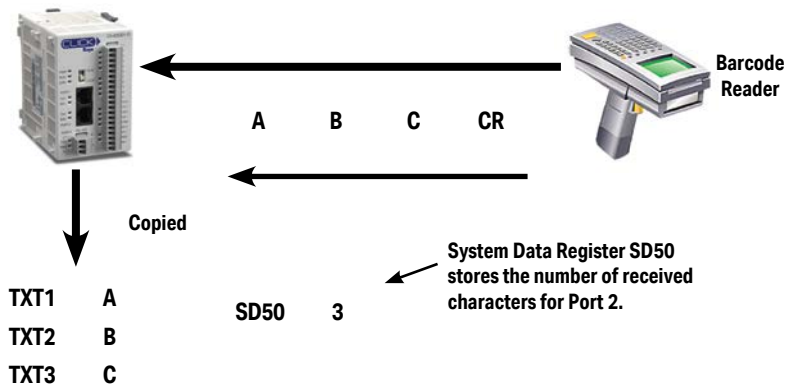 CLICK
Barcode
Reader
A B C CR
Copied
System Data Register SD50
stores the number of received
characters for Port 2.
TXT1 A
SD50 3
TXT2 B
TXT3 C